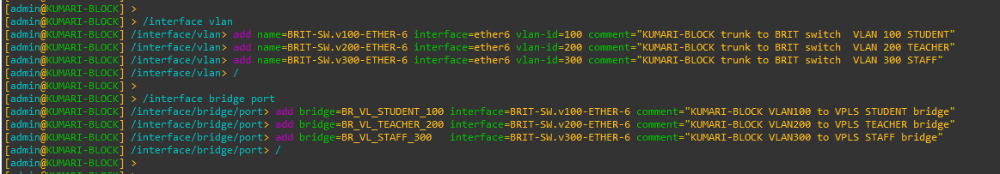 [admin@KUMARI-BLOCK] >
[admin@KUMARI-BLOCK] > /interface vlan
[admin@KUMARI-BLOCK] /interface/vlan> add name=BRIT-SW.v100-ETHER-6 interface=ether6 vlan-id=100 comment="KUMARI-BLOCK trunk to BRIT switch  VLAN 100 STUDENT"
[admin@KUMARI-BLOCK] /interface/vlan> add name=BRIT-SW.v200-ETHER-6 interface=ether6 vlan-id=200 comment="KUMARI-BLOCK trunk to BRIT switch  VLAN 200 TEACHER"
[admin@KUMARI-BLOCK] /interface/vlan> add name=BRIT-SW.v300-ETHER-6 interface=ether6 vlan-id=300 comment="KUMARI-BLOCK trunk to BRIT switch  VLAN 300 STAFF"
[admin@KUMARI-BLOCK] /interface/vlan> /
[admin@KUMARI-BLOCK] >
[admin@KUMARI-BLOCK] > /interface bridge port
[admin@KUMARI-BLOCK] /interface/bridge/port> add bridge=BR_VL_STUDENT_100 interface=BRIT-SW.v100-ETHER-6 comment="KUMARI-BLOCK VLAN100 to VPLS STUDENT bridge"
[admin@KUMARI-BLOCK] /interface/bridge/port> add bridge=BR_VL_TEACHER_200 interface=BRIT-SW.v200-ETHER-6 comment="KUMARI-BLOCK VLAN200 to VPLS TEACHER bridge"
[admin@KUMARI-BLOCK] /interface/bridge/port> add bridge=BR_VL_STAFF_300   interface=BRIT-SW.v300-ETHER-6 comment="KUMARI-BLOCK VLAN300 to VPLS STAFF bridge"
[admin@KUMARI-BLOCK] /interface/bridge/port> /
[admin@KUMARI-BLOCK] >